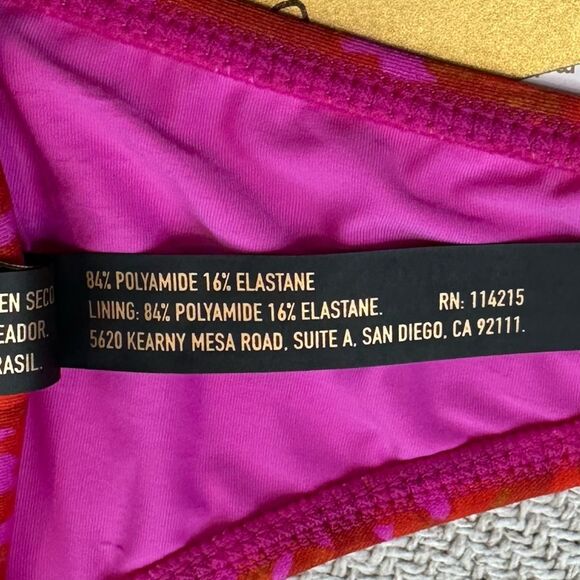 84% POLYAMIDE 16% ELASTANE
LINING: 84% POLYAMIDE 16% ELASTANE. RN: 114215
5620 KEARNY MESA ROAD, SUITE A, SAN DIEGO, CA 92111.
EN SECO
EADOR.
RASIL.